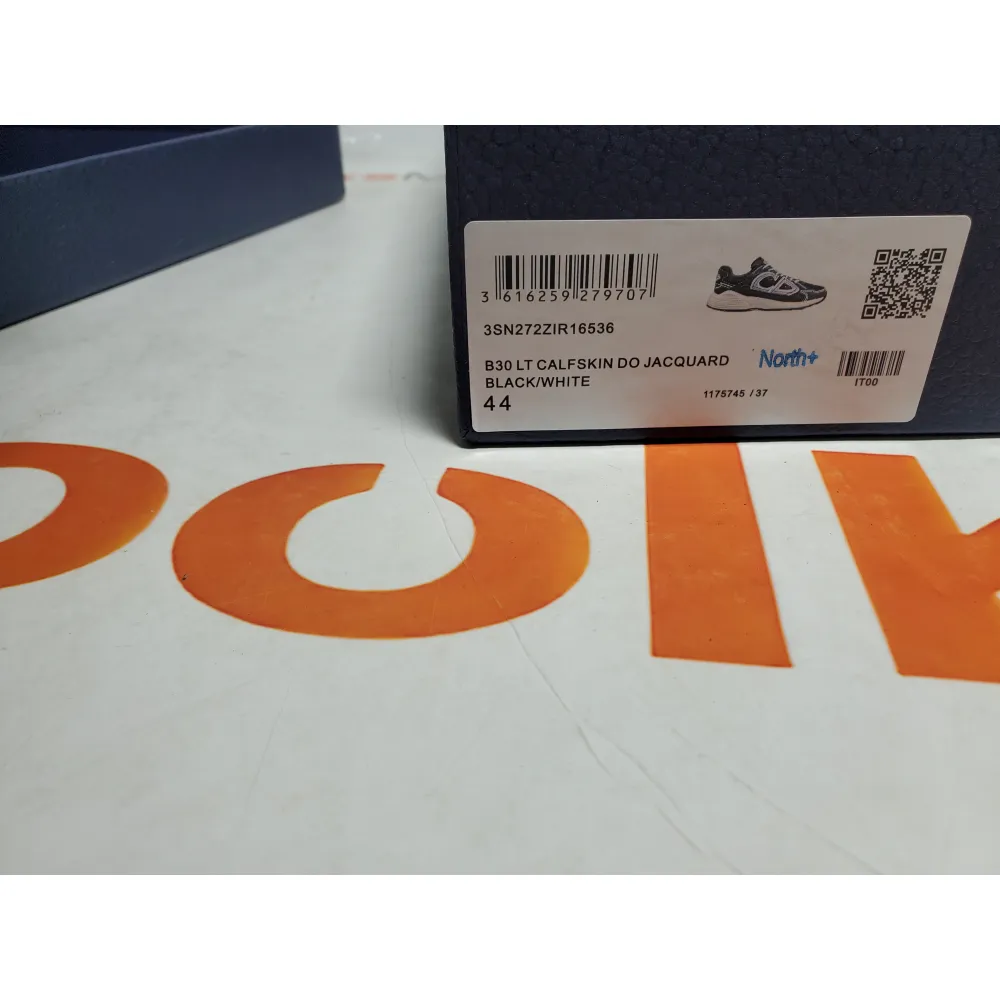 3 616259 279707
3SN272ZIR16536
B30 LT CALFSKIN DO JACQUARD
BLACK/WHITE
44
North+
1175745 / 37
IT00